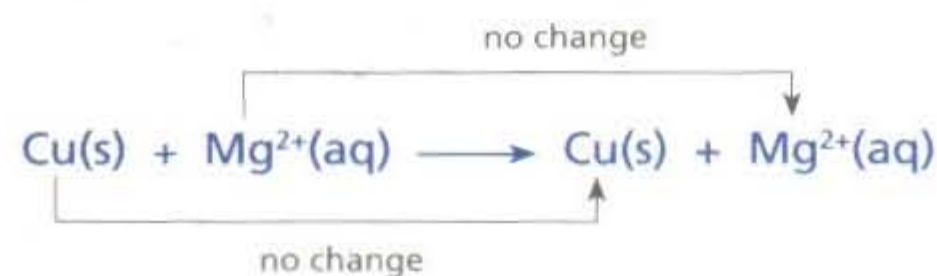 no change
Cu(s) + Mg²⁺(aq) ⟶ Cu(s) + Mg²⁺(aq)
no change